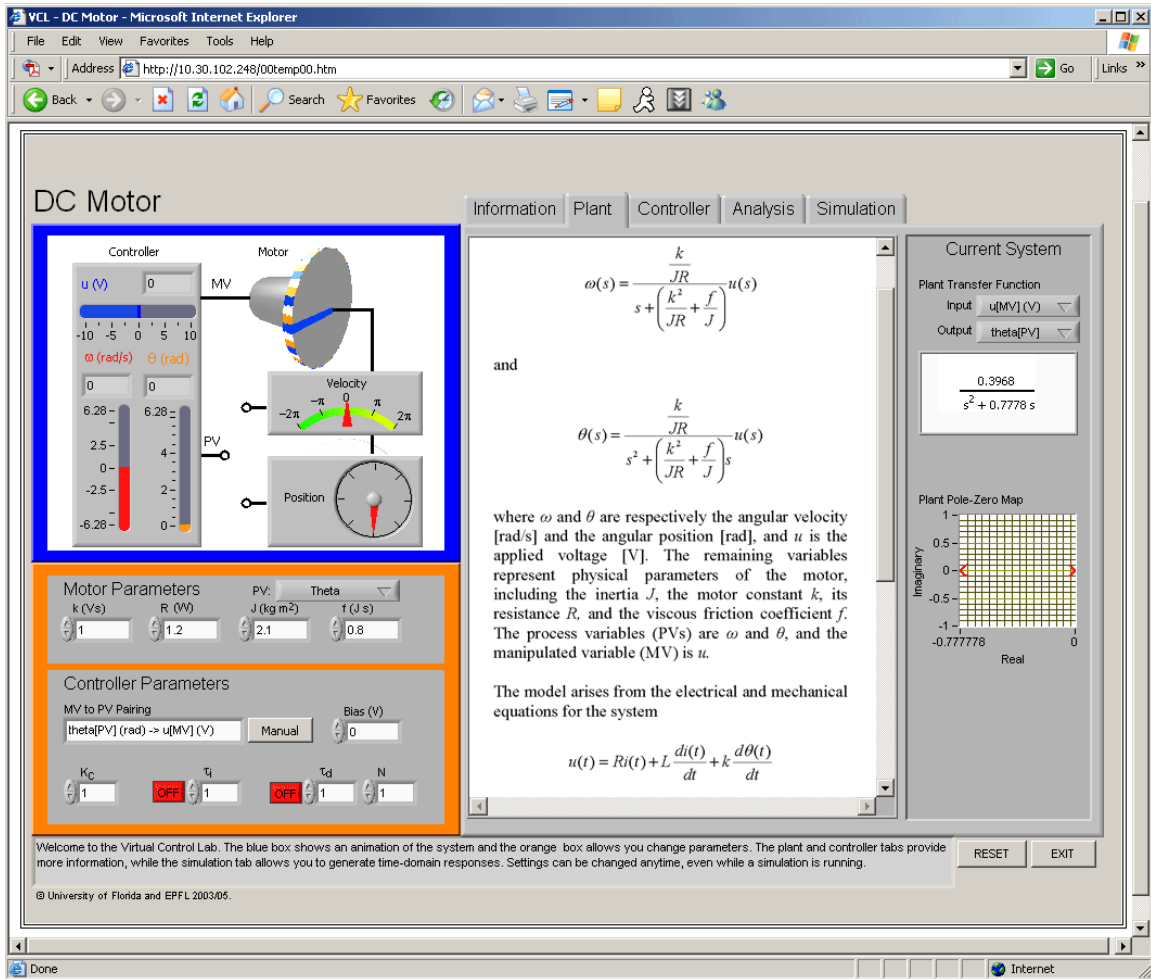 VCL - DC Motor - Microsoft Internet Explorer
File Edit View Favorites Tools Help
Address http://10.30.102.248/00temp00.htm Go Links »
Back Search Favorites
DC Motor
Information Plant Controller Analysis Simulation
Controller Motor
u (V) 0 MV
-10 -5 0 5 10
ω (rad/s) θ (rad)
0 0
6.28 2.5 0 -2.5 -6.28
6.28 4 2 0
PV
Velocity
-2π -π 0 π 2π
Position
Motor Parameters PV: Theta
k (Vs) R (W) J (kg m²) f (J s)
1 1.2 2.1 0.8
Controller Parameters
MV to PV Pairing Bias (V)
theta[PV] (rad) -> u[MV] (V) Manual 0
K_C τ_i τ_d N
1 OFF 1 OFF 1 1
ω(s) = (k/JR) / (s + (k²/JR + f/J)) u(s)
and
θ(s) = (k/JR) / (s² + (k²/JR + f/J)s) u(s)
where ω and θ are respectively the angular velocity
[rad/s] and the angular position [rad], and u is the
applied voltage [V]. The remaining variables
represent physical parameters of the motor,
including the inertia J, the motor constant k, its
resistance R, and the viscous friction coefficient f.
The process variables (PVs) are ω and θ, and the
manipulated variable (MV) is u.
The model arises from the electrical and mechanical
equations for the system
u(t) = Ri(t) + L di(t)/dt + k dθ(t)/dt
Current System
Plant Transfer Function
Input u[MV] (V)
Output theta[PV]
0.3968
s² + 0.7778 s
Plant Pole-Zero Map
1
0.5
0
-0.5
-1
Imaginary
-0.777778 0
Real
Welcome to the Virtual Control Lab. The blue box shows an animation of the system and the orange box allows you change parameters. The plant and controller tabs provide
more information, while the simulation tab allows you to generate time-domain responses. Settings can be changed anytime, even while a simulation is running.
RESET EXIT
© University of Florida and EPFL 2003/05.
Done Internet